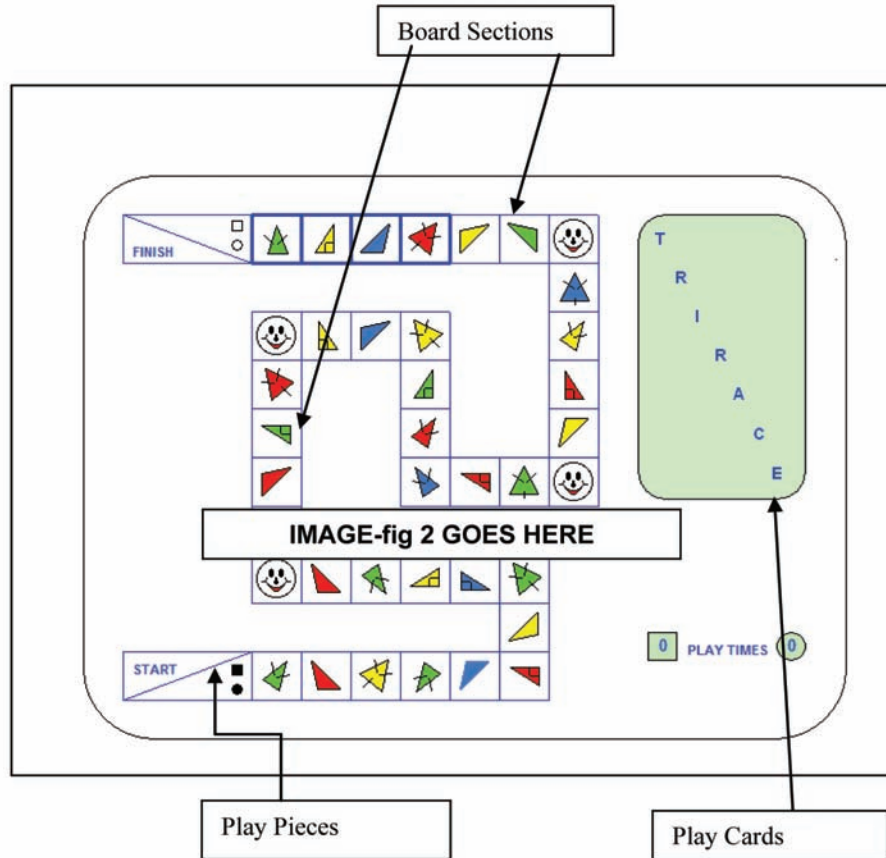 Board Sections
FINISH
T
R
I
R
A
C
E
IMAGE-fig 2 GOES HERE
0 PLAY TIMES 0
START
Play Pieces
Play Cards